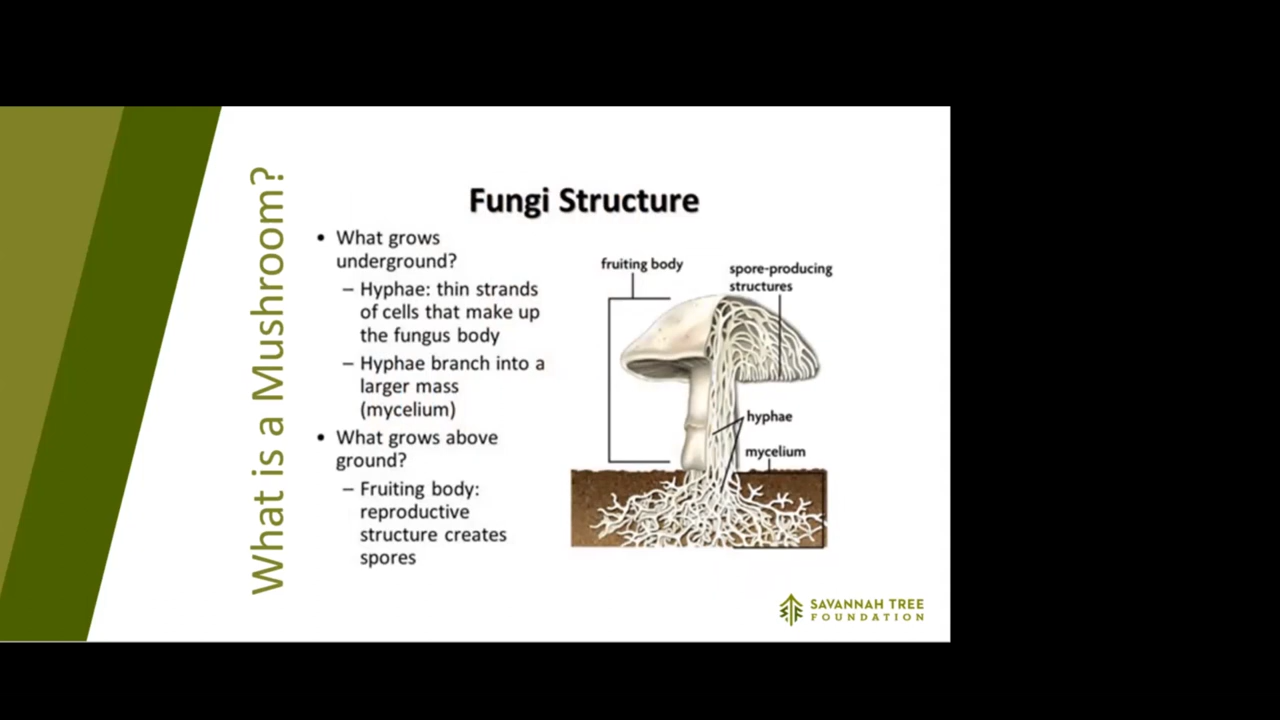 What is a Mushroom?
Fungi Structure
• What grows
underground?
– Hyphae: thin strands
of cells that make up
the fungus body
– Hyphae branch into a
larger mass
(mycelium)
• What grows above
ground?
– Fruiting body:
reproductive
structure creates
spores
fruiting body
spore-producing
structures
hyphae
mycelium
SAVANNAH TREE
FOUNDATION